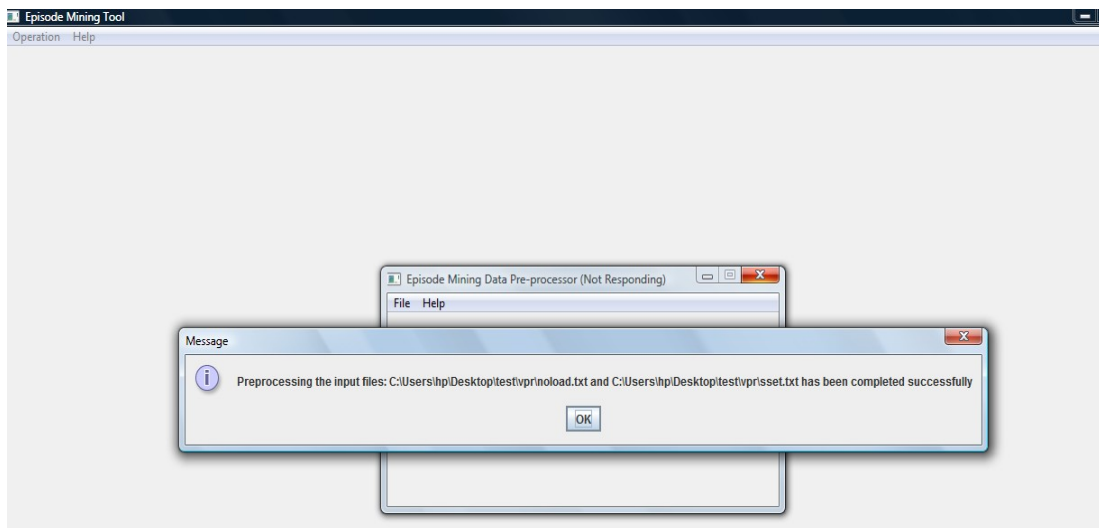 Episode Mining Tool
Operation Help
Episode Mining Data Pre-processor (Not Responding)
File Help
Message
Preprocessing the input files: C:\Users\hp\Desktop\test\vpr\noload.txt and C:\Users\hp\Desktop\test\vpr\sset.txt has been completed successfully
OK